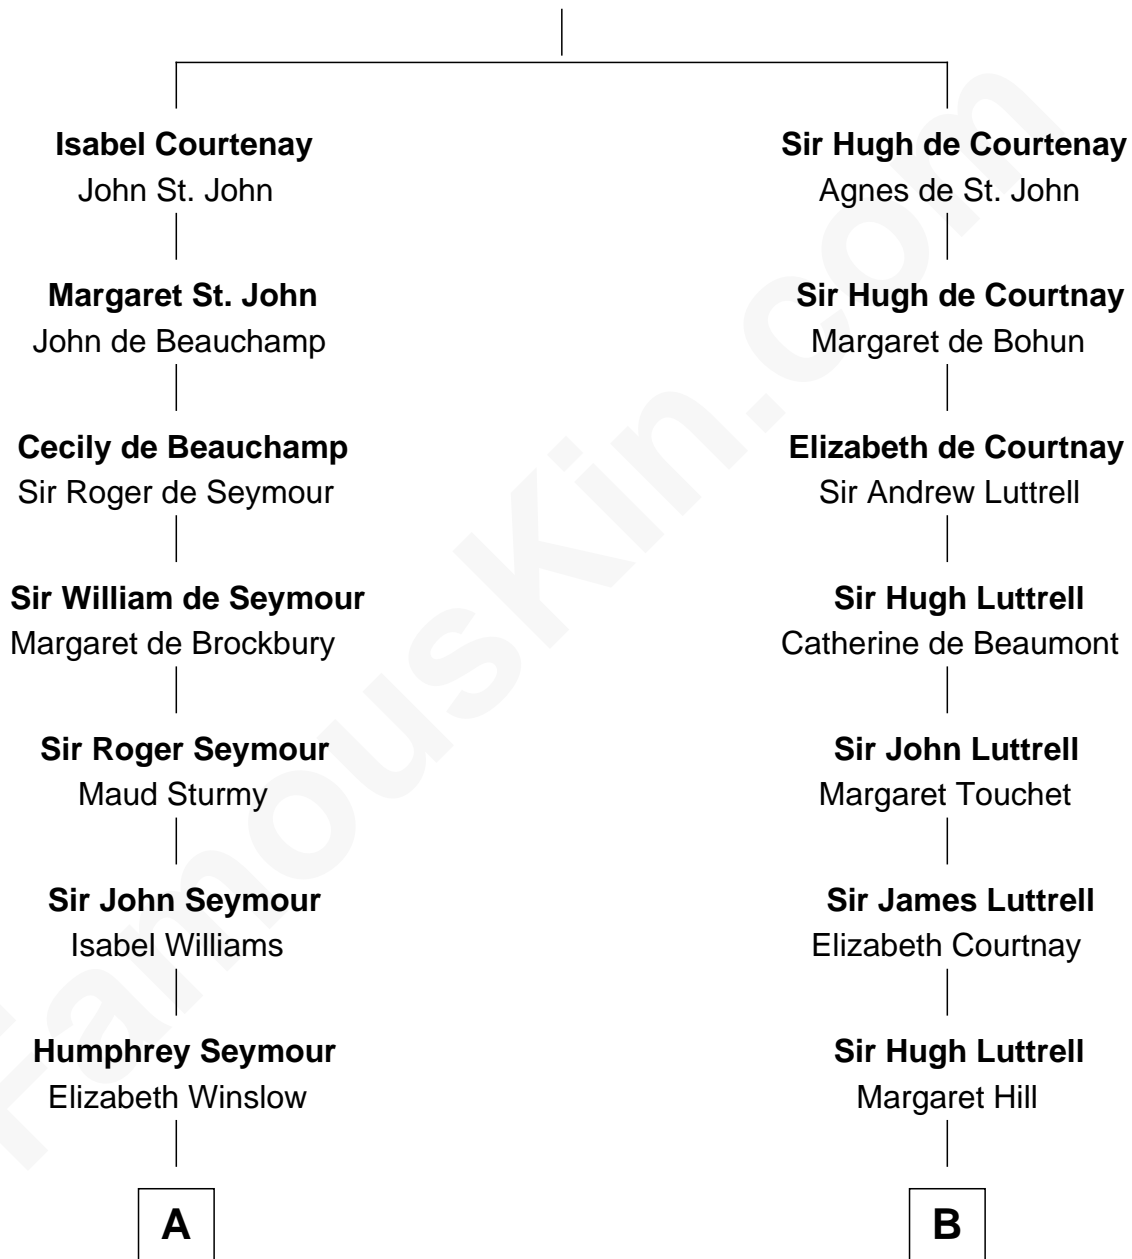 Isabel Courtenay
John St. John
Margaret St. John
John de Beauchamp
Cecily de Beauchamp
Sir Roger de Seymour
Sir William de Seymour
Margaret de Brockbury
Sir Roger Seymour
Maud Sturmy
Sir John Seymour
Isabel Williams
Humphrey Seymour
Elizabeth Winslow
A
Sir Hugh de Courtenay
Agnes de St. John
Sir Hugh de Courtnay
Margaret de Bohun
Elizabeth de Courtnay
Sir Andrew Luttrell
Sir Hugh Luttrell
Catherine de Beaumont
Sir John Luttrell
Margaret Touchet
Sir James Luttrell
Elizabeth Courtnay
Sir Hugh Luttrell
Margaret Hill
B
FamousKin.com